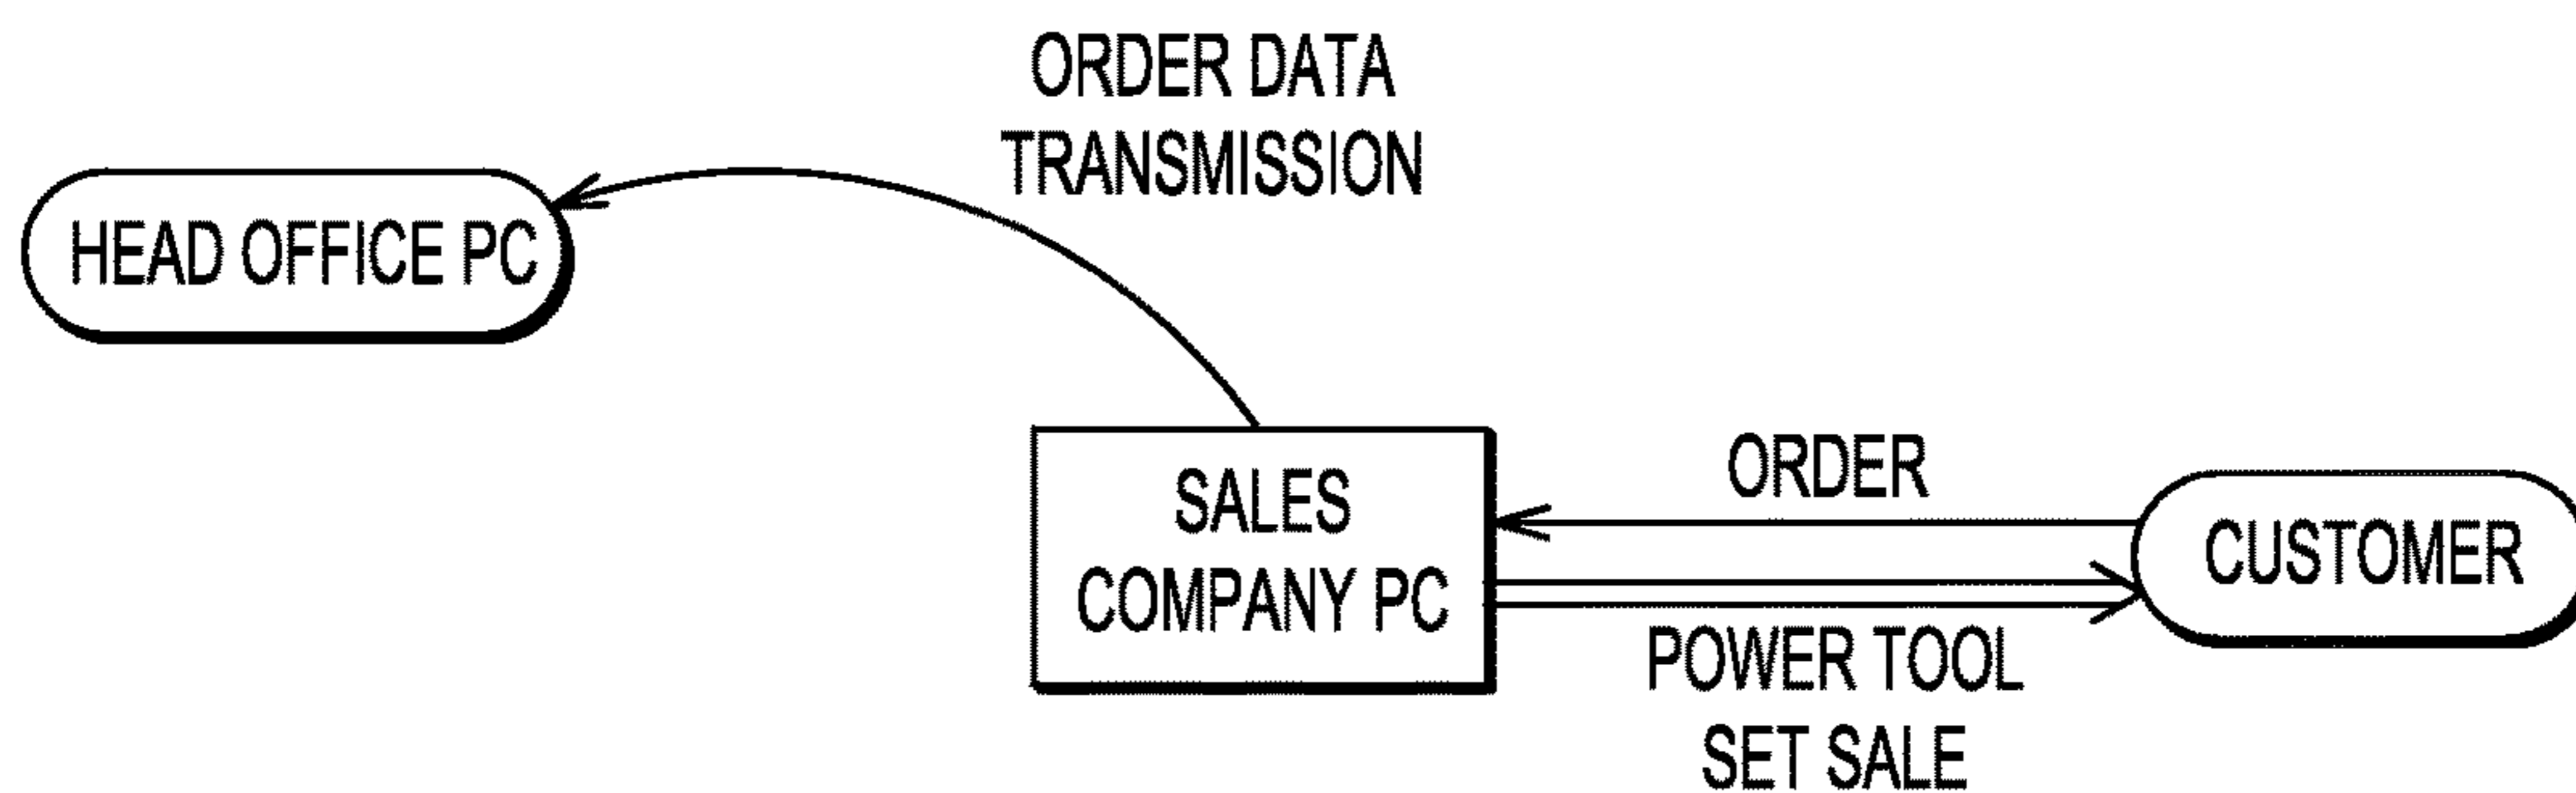 ORDER DATA
TRANSMISSION
HEAD OFFICE PC
SALES
COMPANY PC
ORDER
CUSTOMER
POWER TOOL
SET SALE